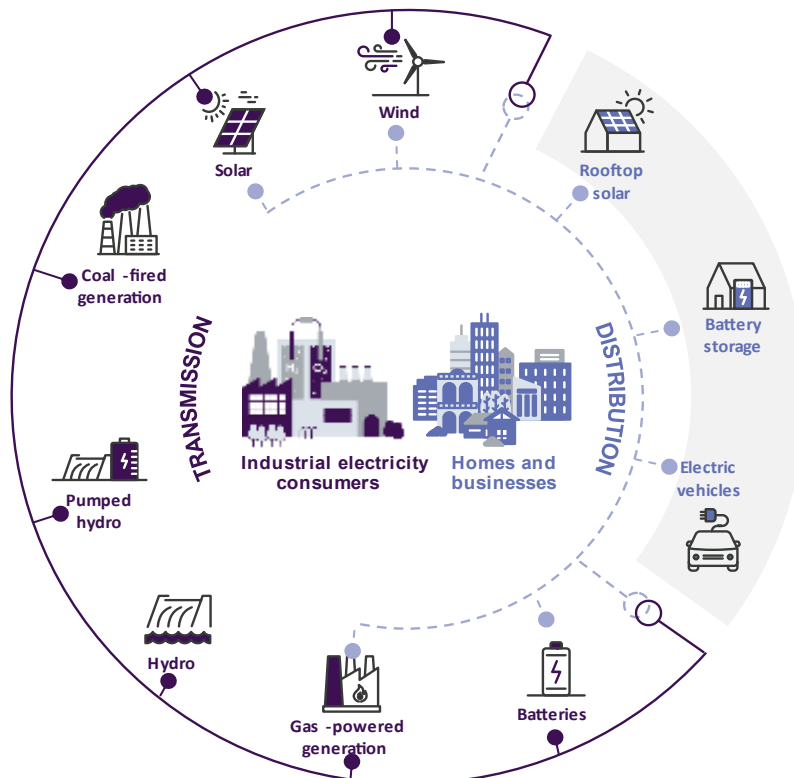 Wind
Solar
Rooftop
solar
Coal -fired
generation
Battery
storage
TRANSMISSION
DISTRIBUTION
Industrial electricity
consumers
Homes and
businesses
Electric
vehicles
Pumped
hydro
Hydro
Gas -powered
generation
Batteries